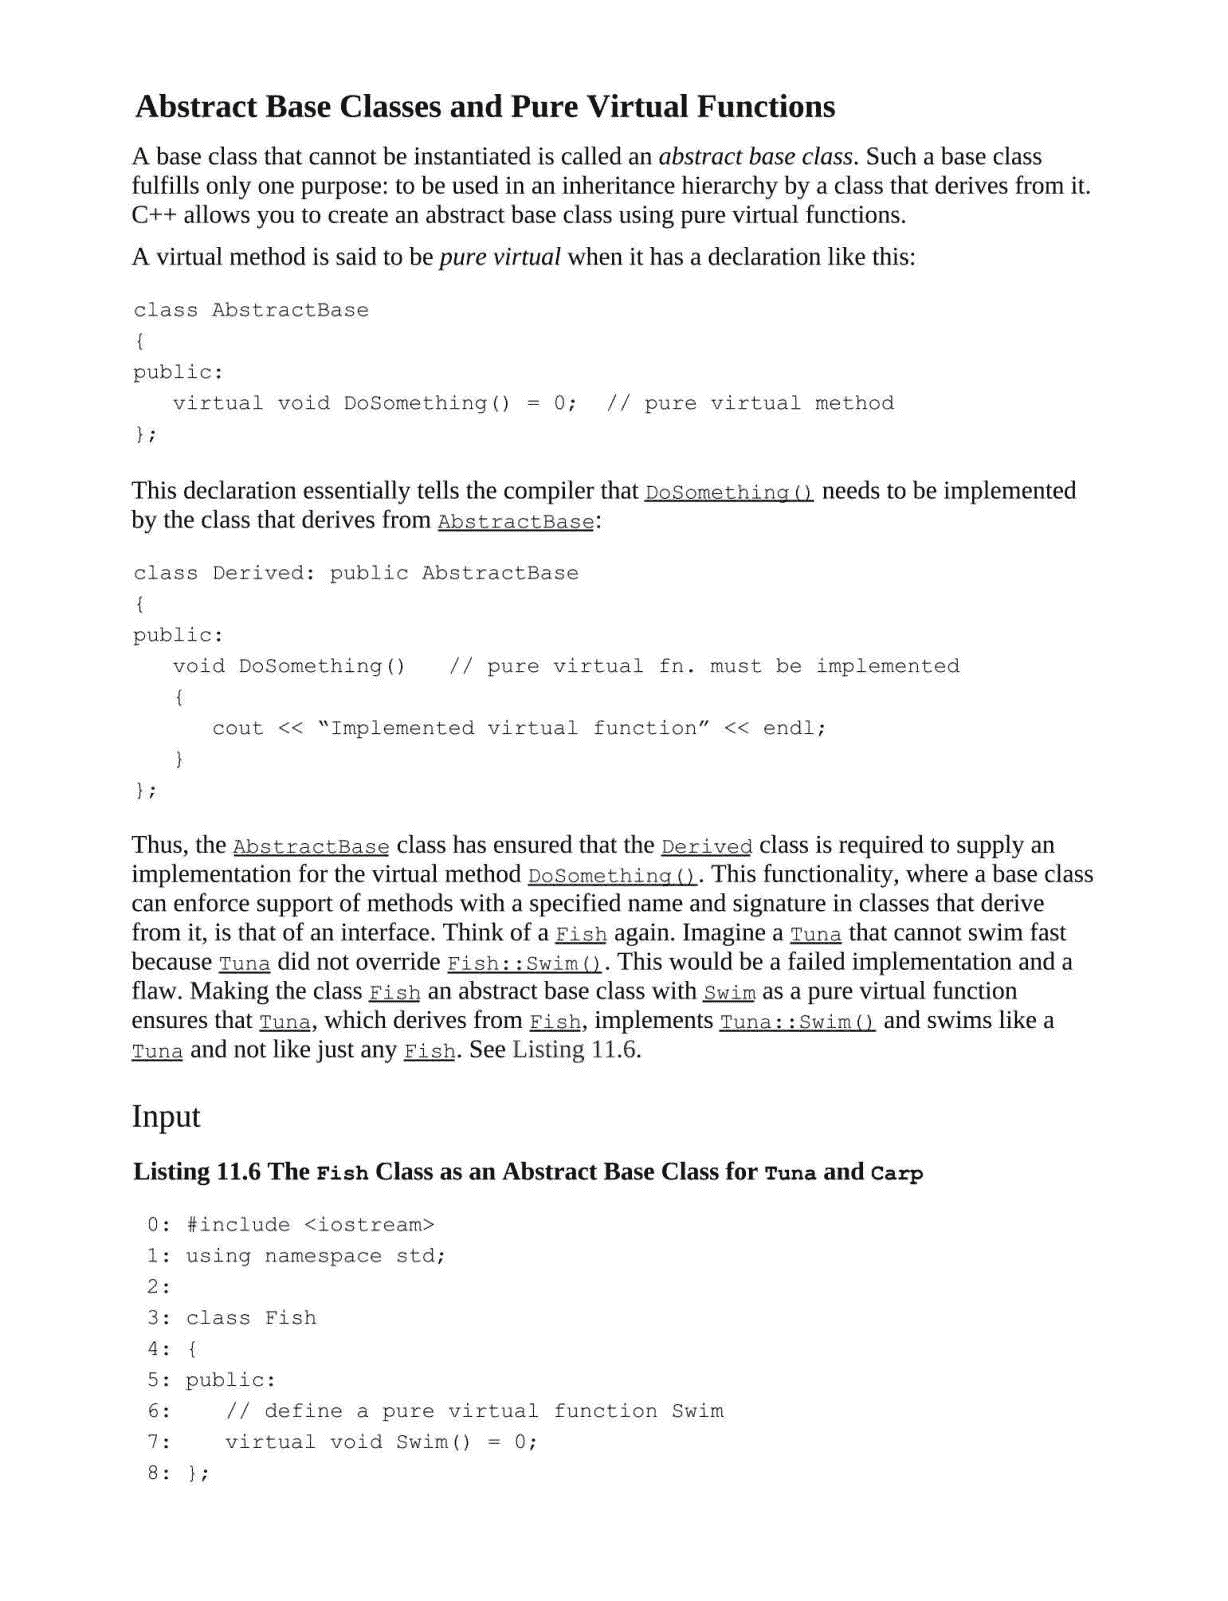 Abstract Base Classes and Pure Virtual Functions
A base class that cannot be instantiated is called an abstract base class. Such a base class
fulfills only one purpose: to be used in an inheritance hierarchy by a class that derives from it.
C++ allows you to create an abstract base class using pure virtual functions.
A virtual method is said to be pure virtual when it has a declaration like this:
class AbstractBase
{
public:
   virtual void DoSomething() = 0;  // pure virtual method
};
This declaration essentially tells the compiler that DoSomething() needs to be implemented
by the class that derives from AbstractBase:
class Derived: public AbstractBase
{
public:
   void DoSomething()   // pure virtual fn. must be implemented
   {
      cout << “Implemented virtual function” << endl;
   }
};
Thus, the AbstractBase class has ensured that the Derived class is required to supply an
implementation for the virtual method DoSomething(). This functionality, where a base class
can enforce support of methods with a specified name and signature in classes that derive
from it, is that of an interface. Think of a Fish again. Imagine a Tuna that cannot swim fast
because Tuna did not override Fish::Swim(). This would be a failed implementation and a
flaw. Making the class Fish an abstract base class with Swim as a pure virtual function
ensures that Tuna, which derives from Fish, implements Tuna::Swim() and swims like a
Tuna and not like just any Fish. See Listing 11.6.
Input
Listing 11.6 The Fish Class as an Abstract Base Class for Tuna and Carp
0: #include <iostream>
1: using namespace std;
2:
3: class Fish
4: {
5: public:
6:    // define a pure virtual function Swim
7:    virtual void Swim() = 0;
8: };